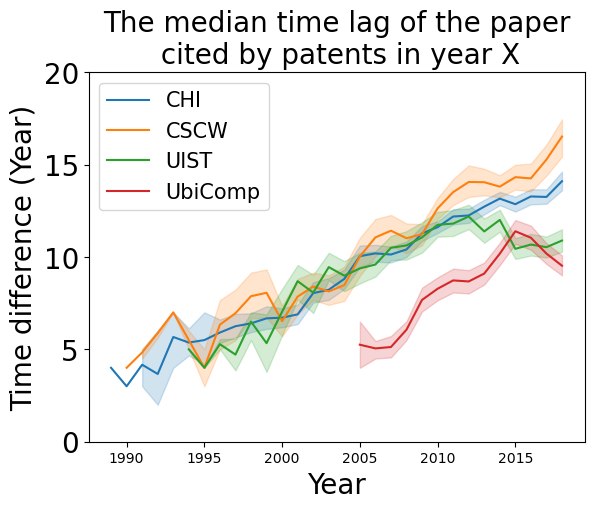 The median time lag of the paper
cited by patents in year X
Time difference (Year)
20
15
10
5
0
CHI
CSCW
UIST
UbiComp
1990 1995 2000 2005 2010 2015
Year